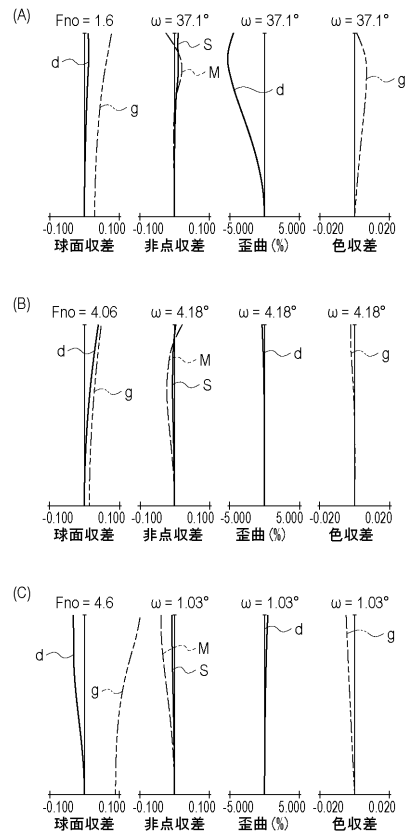 (A)
Fno = 1.6
ω = 37.1°
ω = 37.1°
ω = 37.1°
d
g
S
M
d
g
-0.100 0.100
-0.100 0.100
-5.000 5.000
-0.020 0.020
球面収差
非点収差
歪曲(%)
色収差
(B)
Fno = 4.06
ω = 4.18°
ω = 4.18°
ω = 4.18°
d
g
M
S
d
g
-0.100 0.100
-0.100 0.100
-5.000 5.000
-0.020 0.020
球面収差
非点収差
歪曲(%)
色収差
(C)
Fno = 4.6
ω = 1.03°
ω = 1.03°
ω = 1.03°
d
g
M
S
d
g
-0.100 0.100
-0.100 0.100
-5.000 5.000
-0.020 0.020
球面収差
非点収差
歪曲(%)
色収差